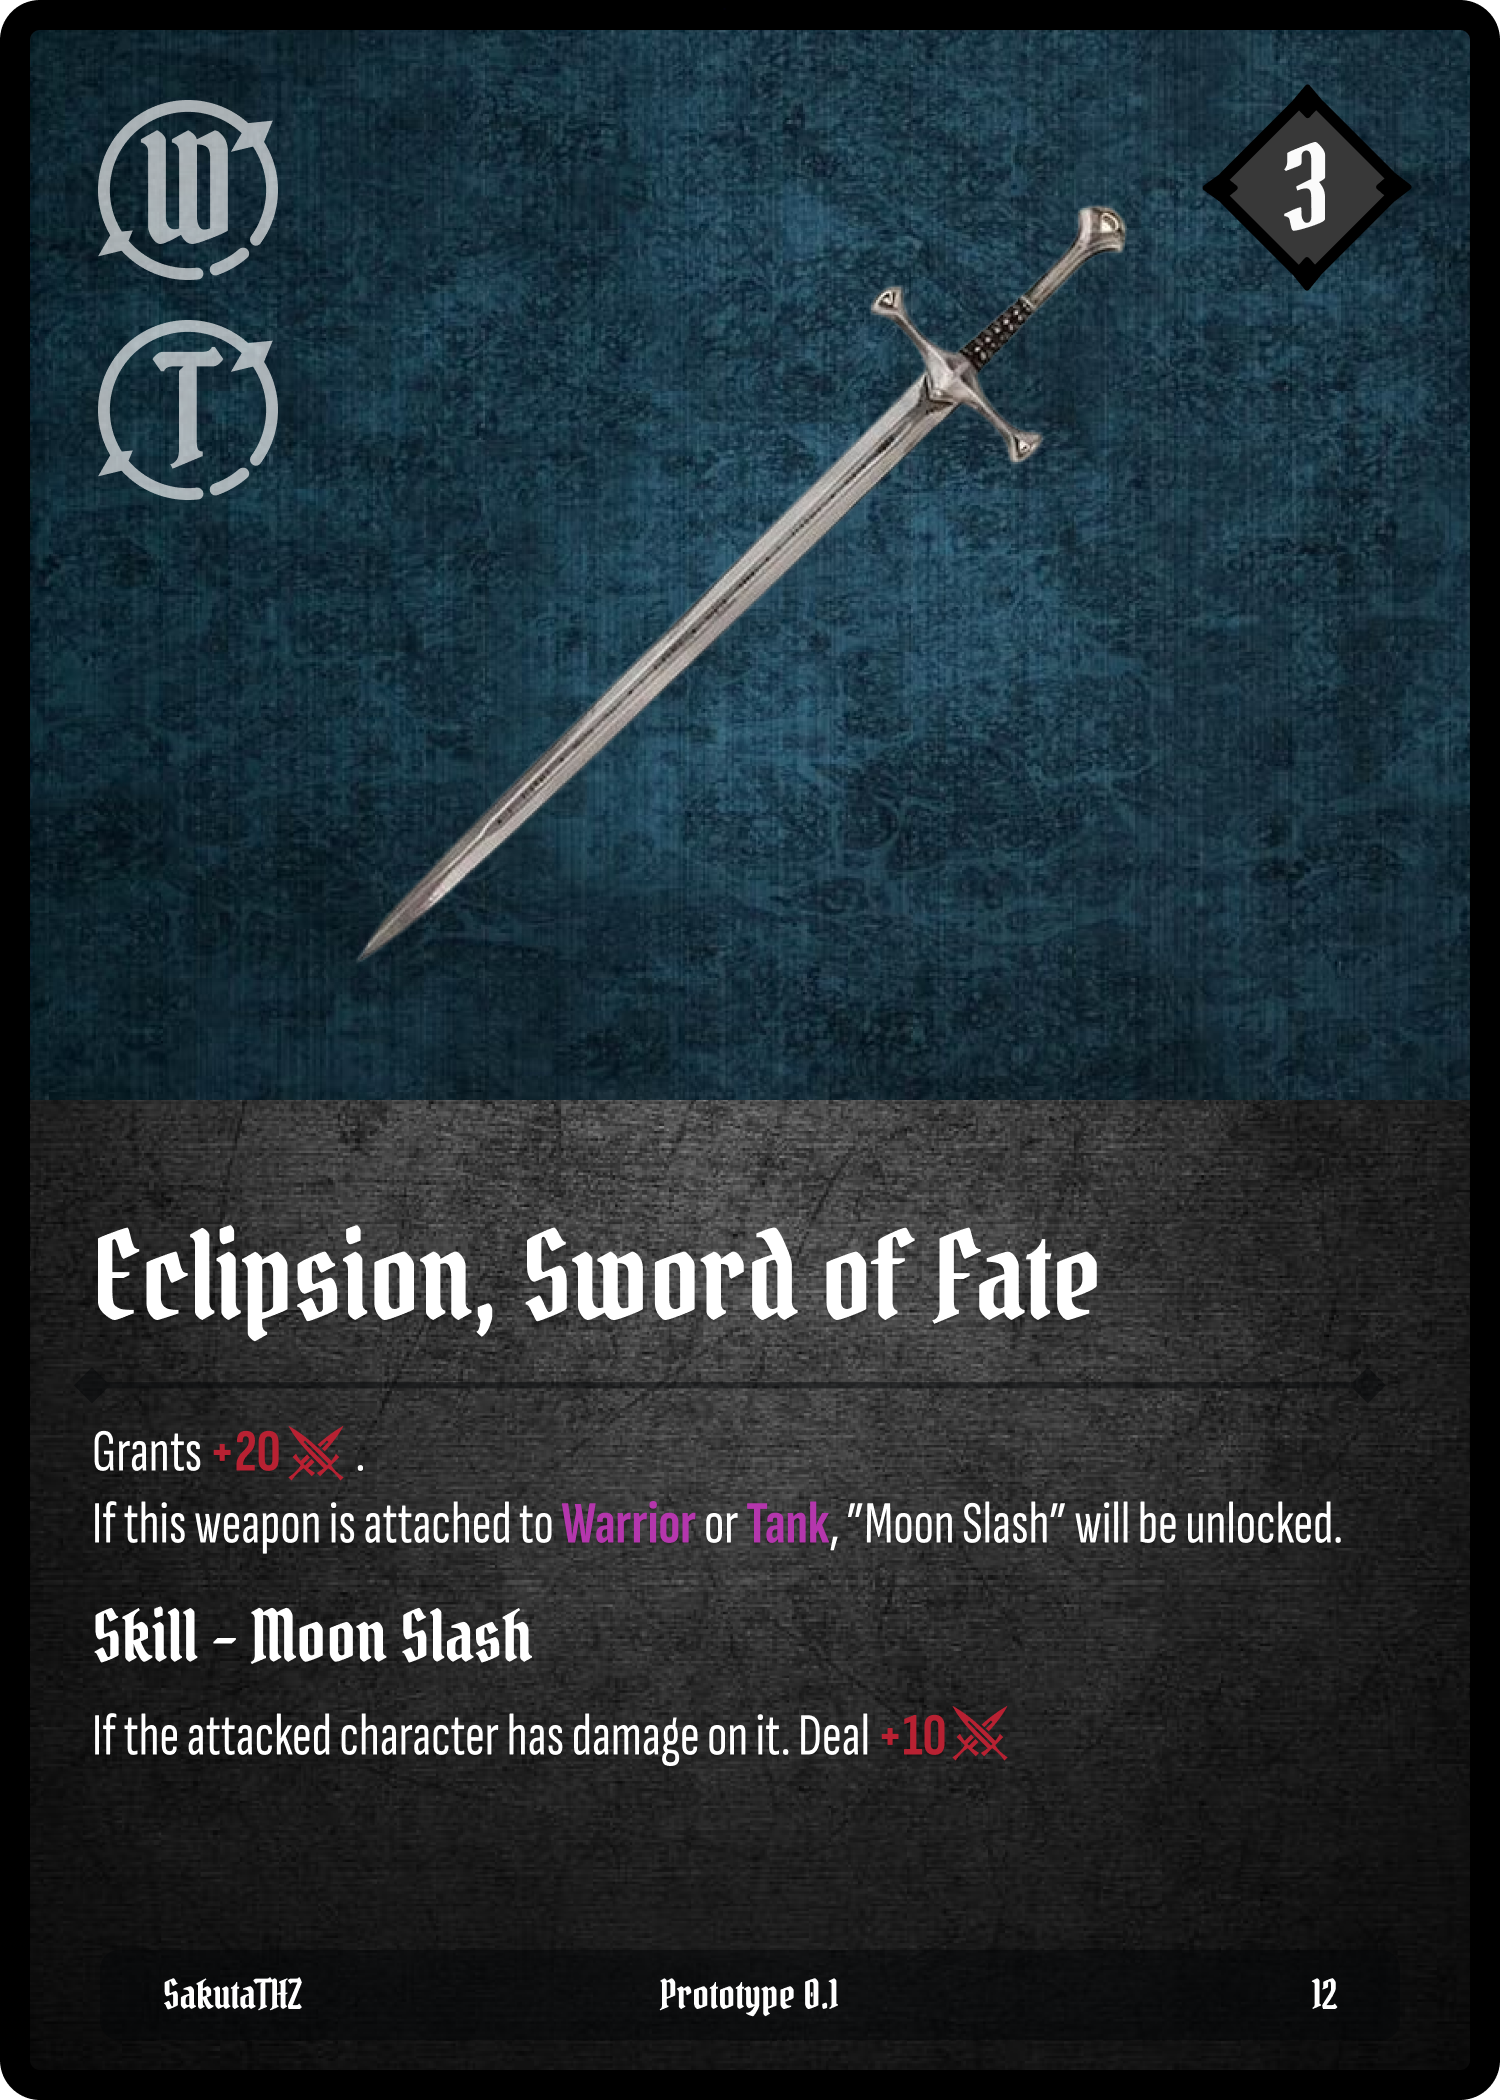 W
3
T
Eclipsion, Sword of Fate
Grants +20 .
If this weapon is attached to Warrior or Tank, "Moon Slash" will be unlocked.
Skill - Moon Slash
If the attacked character has damage on it. Deal +10
SakutaTHZ Prototype 0.1 12